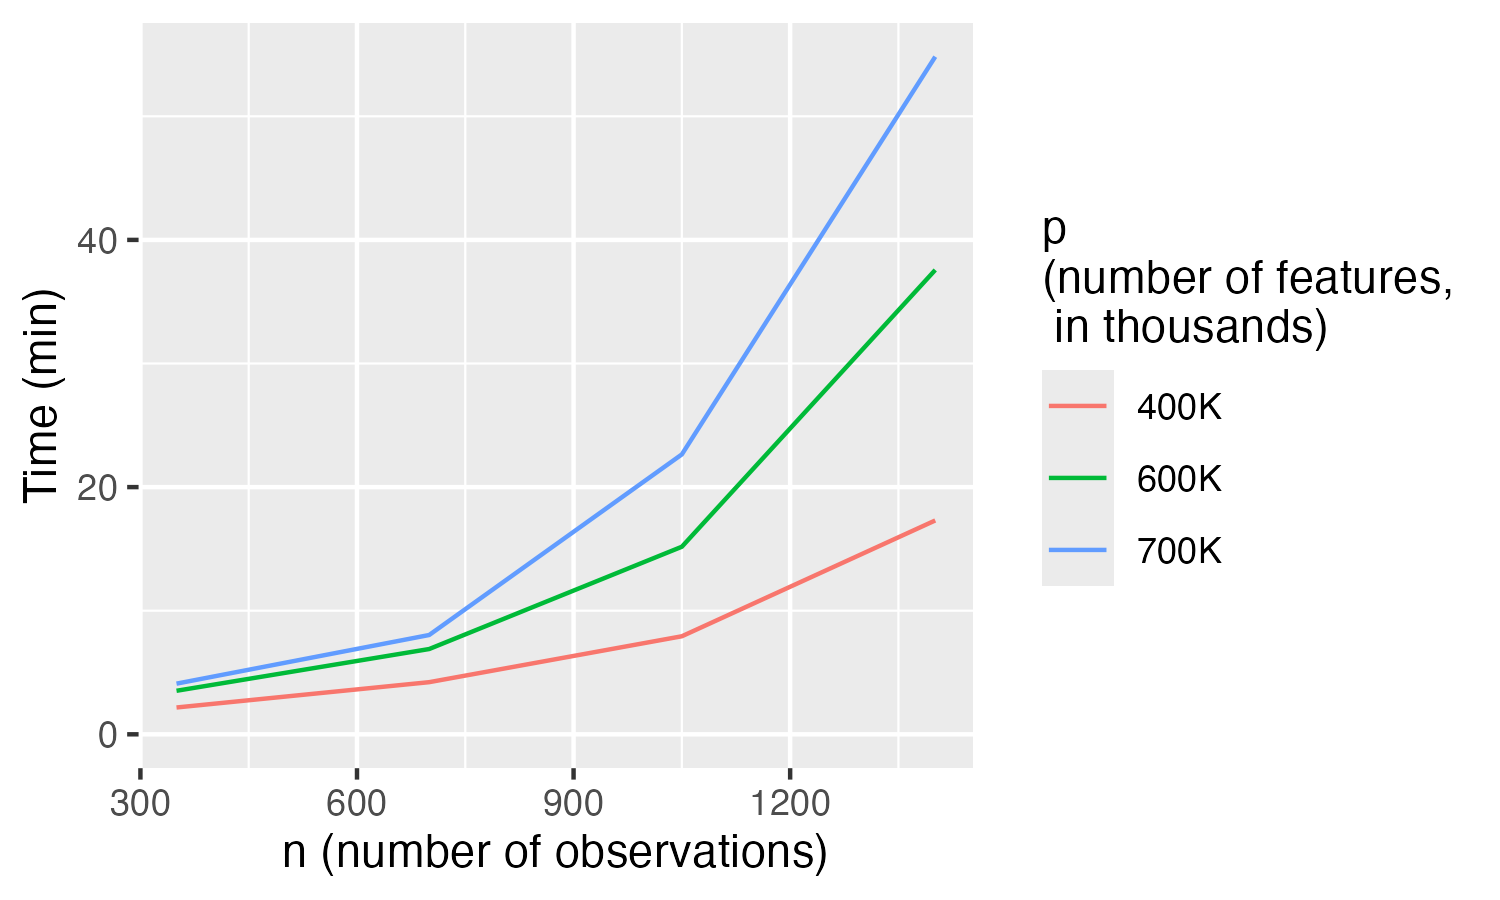 40
20
0
Time (min)
300 600 900 1200
n (number of observations)
p
(number of features,
in thousands)
400K
600K
700K